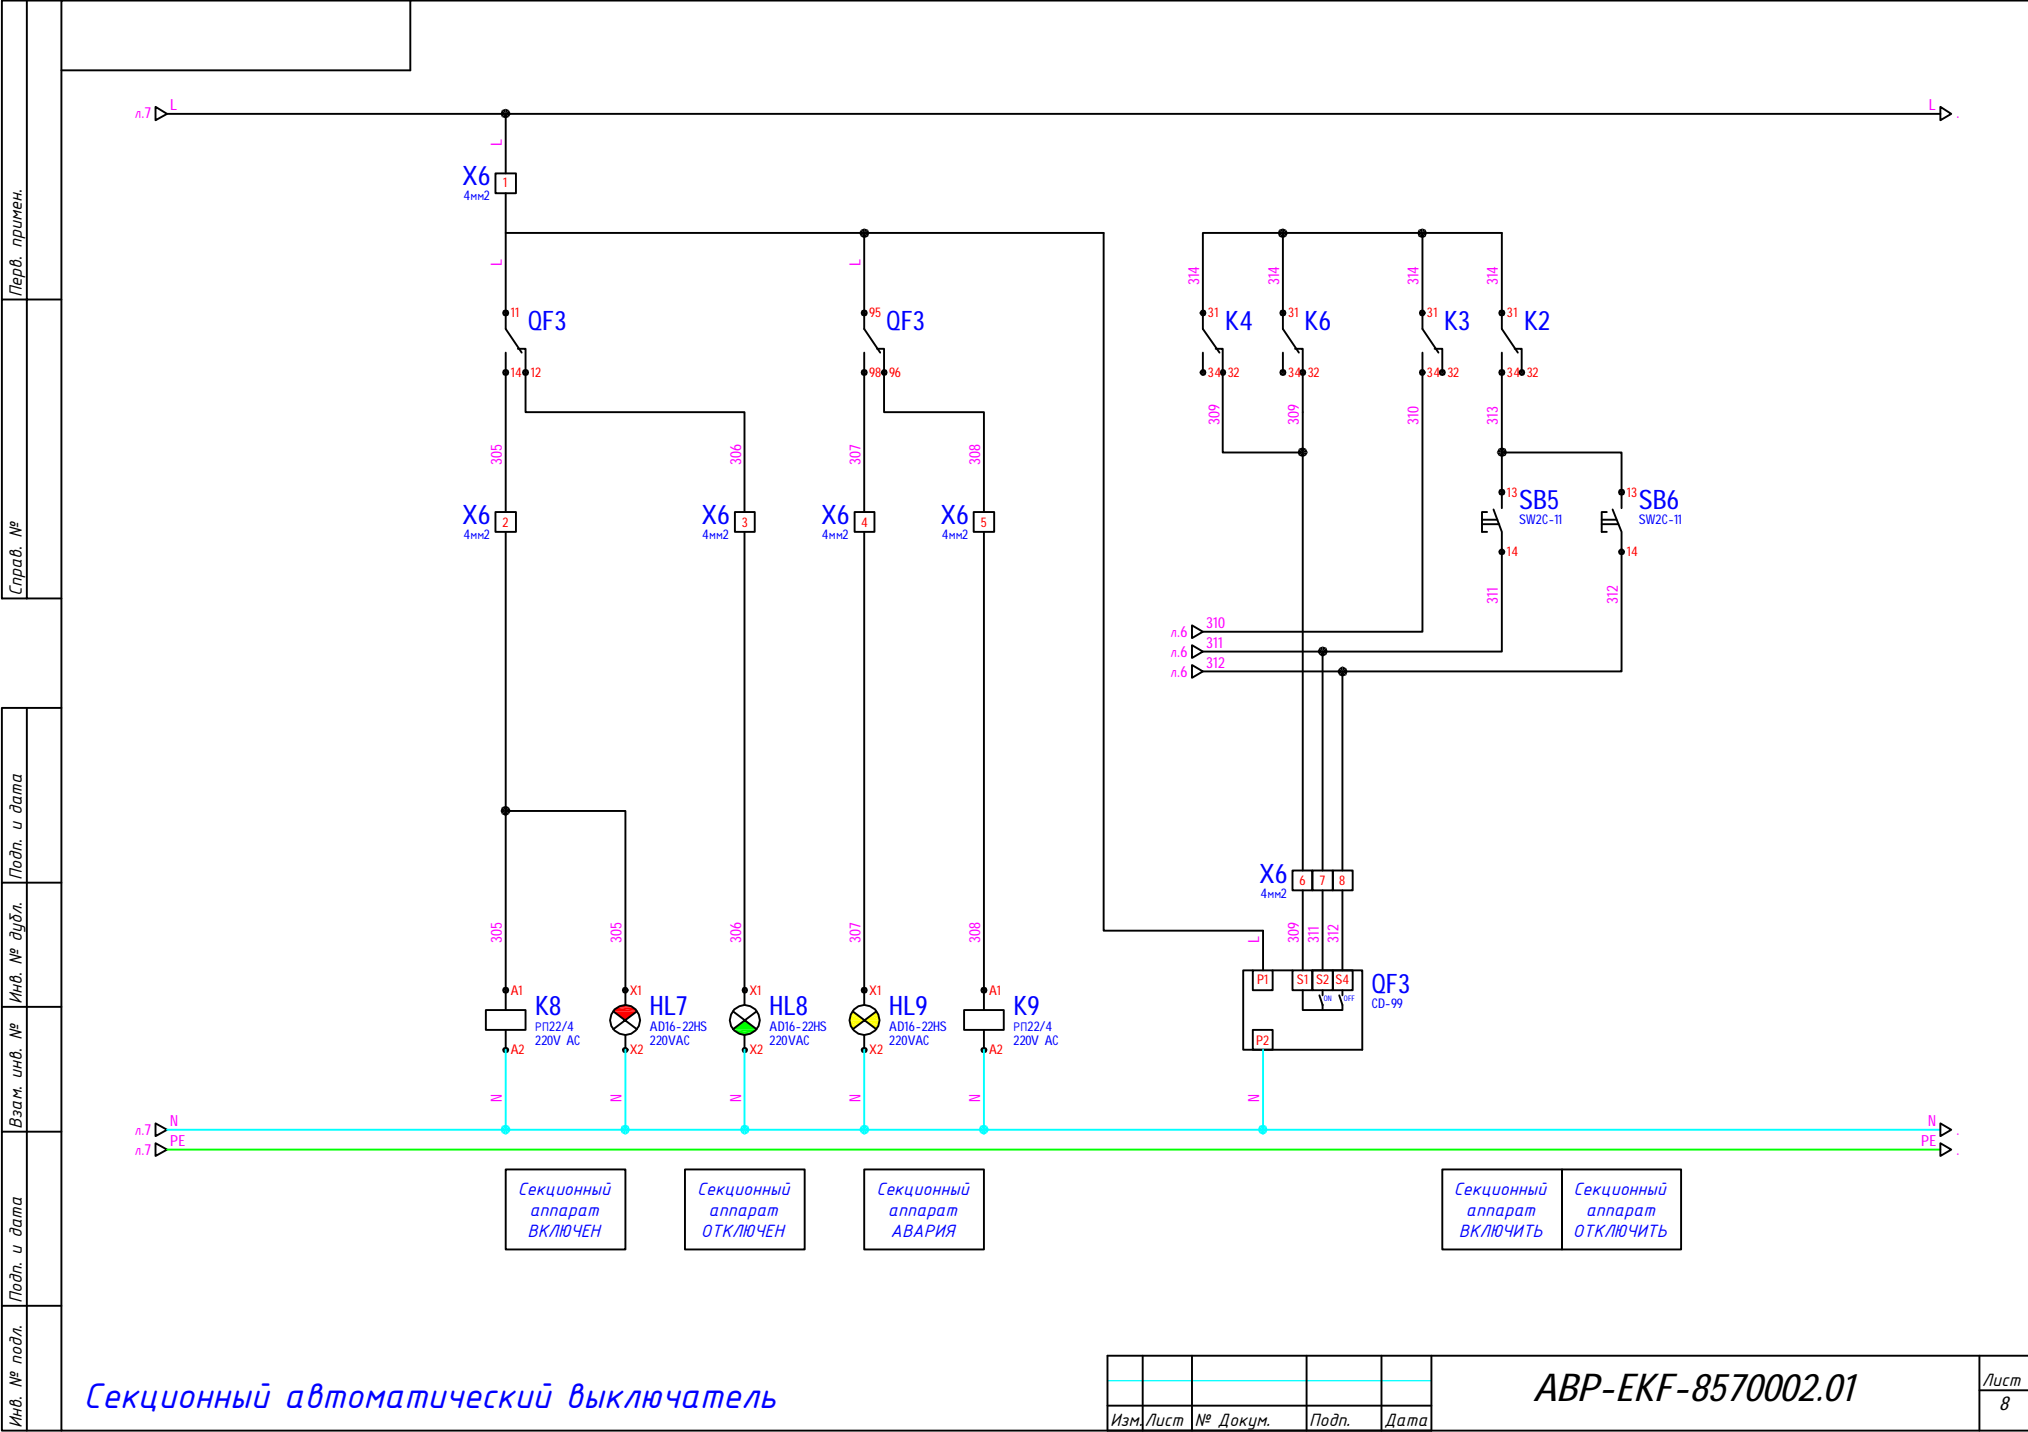 л.7 L L
L
X6 1
4мм2
L L 314 314 314 314
11 QF3 95 QF3 31 K4 31 K6 31 K3 31 K2
14 12 98 96 34 32 34 32 34 32 34 32
309 309 310 313
305 306 307 308
X6 2 X6 3 X6 4 X6 5
4мм2 4мм2 4мм2 4мм2
13 SB5 13 SB6
SW2C-11 SW2C-11
14 14
311 312
л.6 310
л.6 311
л.6 312
X6 6 7 8
4мм2
305 305 306 307 308 L 309 311 312
A1 X1 X1 X1 A1 P1 S1 S2 S4 QF3
ON OFF CD-99
K8 HL7 HL8 HL9 K9
РП22/4 AD16-22HS AD16-22HS AD16-22HS РП22/4
220V AC 220VAC 220VAC 220VAC 220V AC
A2 X2 X2 X2 A2 P2
N N N N N N
л.7 N N
л.7 PE PE
Секционный Секционный Секционный Секционный Секционный
аппарат аппарат аппарат аппарат аппарат
ВКЛЮЧЕН ОТКЛЮЧЕН АВАРИЯ ВКЛЮЧИТЬ ОТКЛЮЧИТЬ
Секционный автоматический выключатель
Изм. Лист № Докум. Подп. Дата
АВР-EKF-8570002.01
Лист
8
Перв. примен.
Справ. №
Подп. и дата
Инв. № дубл.
Взам. инв. №
Подп. и дата
Инв. № подл.